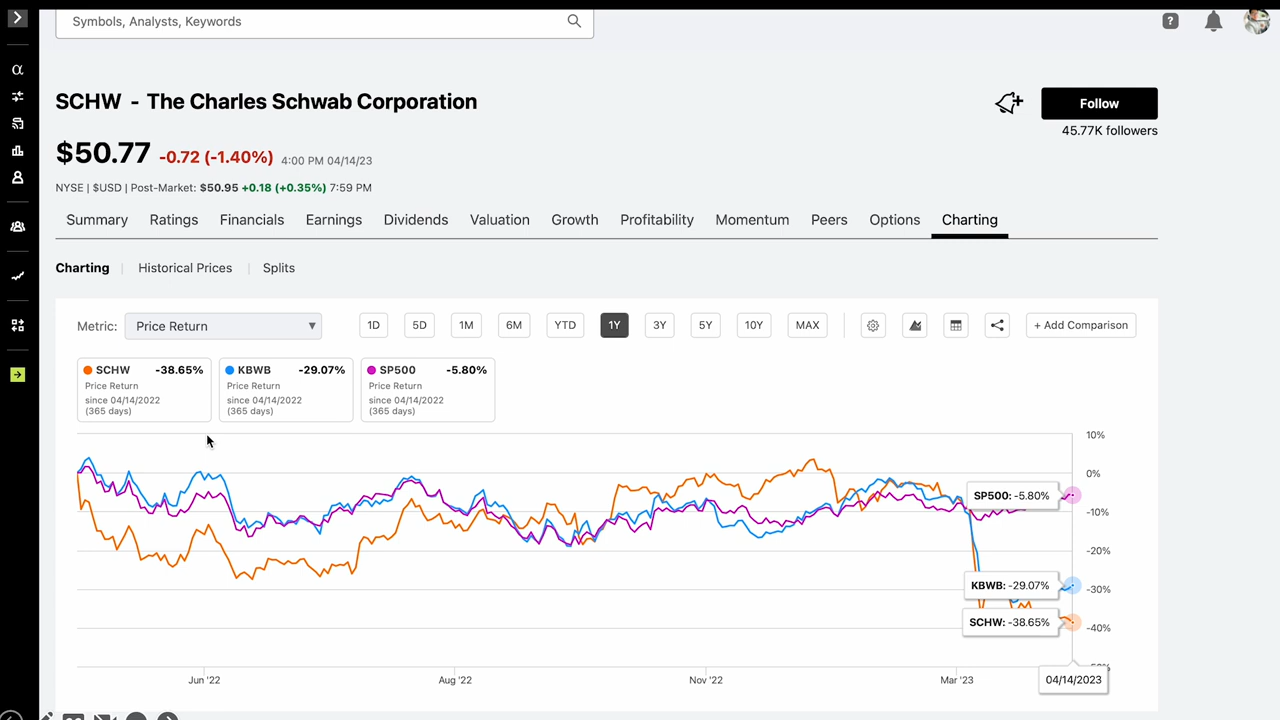 Symbols, Analysts, Keywords
?
SCHW - The Charles Schwab Corporation
Follow
45.77K followers
$50.77 -0.72 (-1.40%) 4:00 PM 04/14/23
NYSE | $USD | Post-Market: $50.95 +0.18 (+0.35%) 7:59 PM
Summary Ratings Financials Earnings Dividends Valuation Growth Profitability Momentum Peers Options Charting
Charting | Historical Prices | Splits
Metric: Price Return 1D 5D 1M 6M YTD 1Y 3Y 5Y 10Y MAX + Add Comparison
SCHW -38.65%
Price Return
since 04/14/2022
(365 days)
KBWB -29.07%
Price Return
since 04/14/2022
(365 days)
SP500 -5.80%
Price Return
since 04/14/2022
(365 days)
10%
0%
-10%
-20%
-30%
-40%
-50%
SP500: -5.80%
KBWB: -29.07%
SCHW: -38.65%
Jun '22 Aug '22 Nov '22 Mar '23 04/14/2023